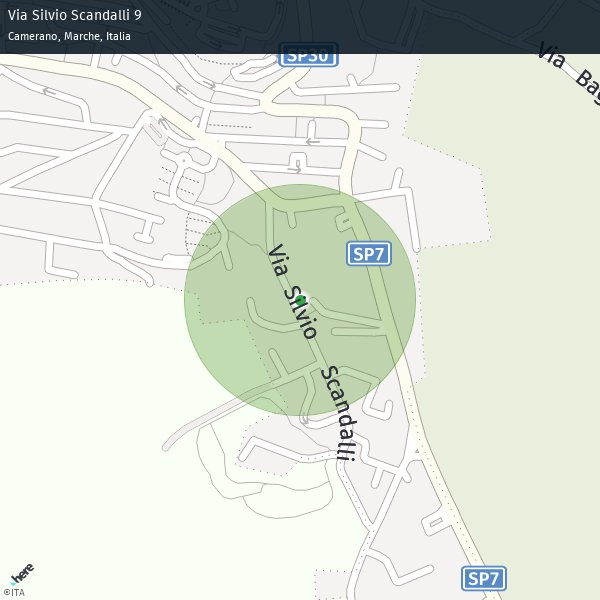 Via Silvio Scandalli 9
Camerano, Marche, Italia
SP30
Via Bag
SP7
Via Silvio Scandalli
SP7
here
©ITA